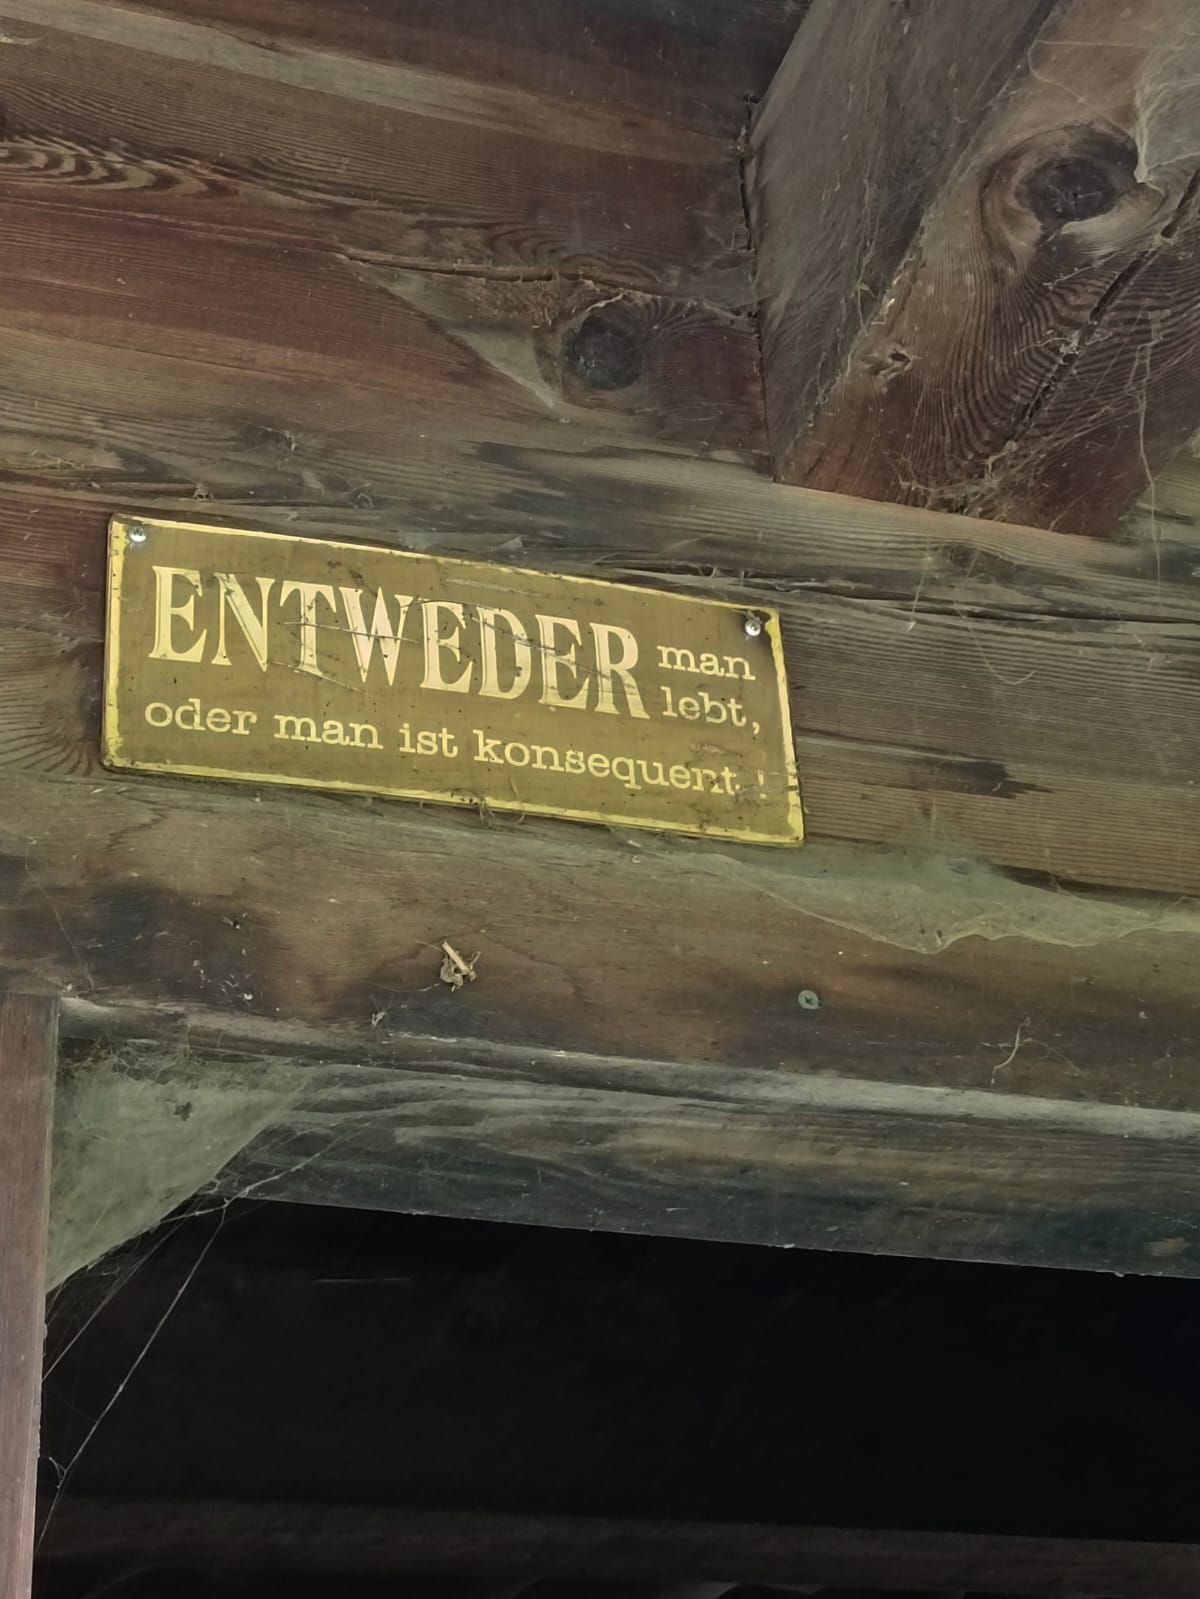 ENTWEDER man
lebt,
oder man ist konsequent !